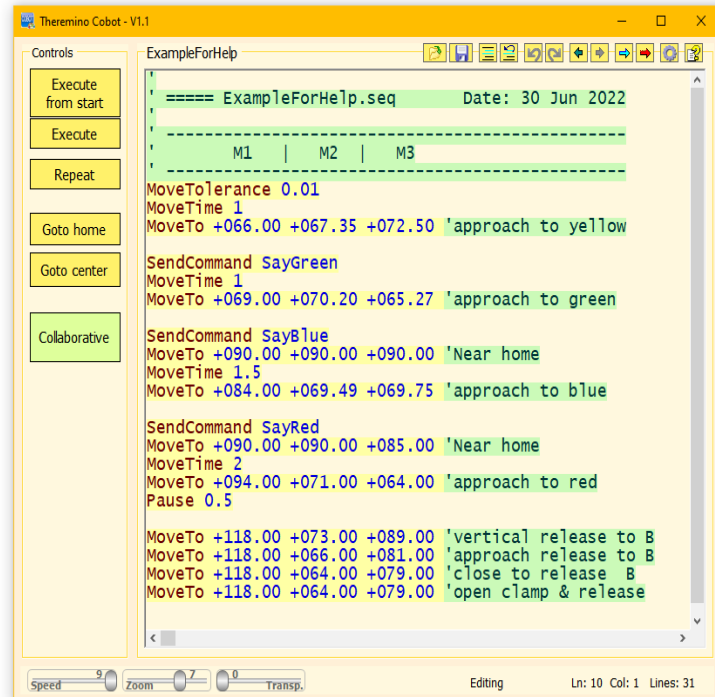 Theremino Cobot - V1.1
Controls
Execute
from start
Execute
Repeat
Goto home
Goto center
Collaborative
ExampleForHelp
'
' ===== ExampleForHelp.seq      Date: 30 Jun 2022
'
' ------------------------------------------------
'        M1   |   M2  |   M3
' ------------------------------------------------
MoveTolerance 0.01
MoveTime 1
MoveTo +066.00 +067.35 +072.50 'approach to yellow
SendCommand SayGreen
MoveTime 1
MoveTo +069.00 +070.20 +065.27 'approach to green
SendCommand SayBlue
MoveTo +090.00 +090.00 +090.00 'Near home
MoveTime 1.5
MoveTo +084.00 +069.49 +069.75 'approach to blue
SendCommand SayRed
MoveTo +090.00 +090.00 +085.00 'Near home
MoveTime 2
MoveTo +094.00 +071.00 +064.00 'approach to red
Pause 0.5
MoveTo +118.00 +073.00 +089.00 'vertical release to B
MoveTo +118.00 +066.00 +081.00 'approach release to B
MoveTo +118.00 +064.00 +079.00 'close to release  B
MoveTo +118.00 +064.00 +079.00 'open clamp & release
Speed 9 Zoom 7 0 Transp. Editing Ln: 10 Col: 1 Lines: 31